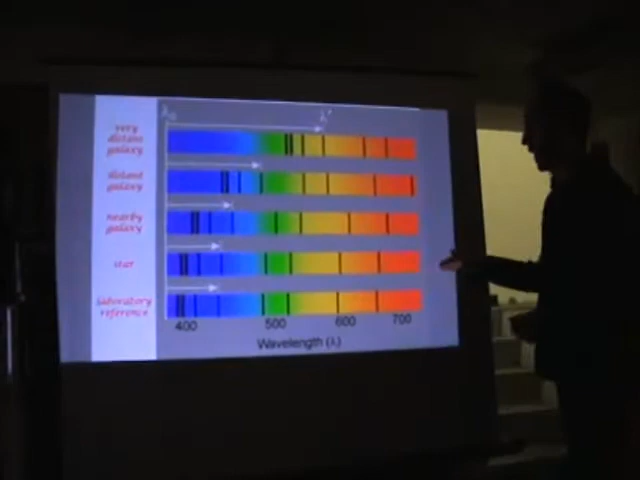 very
distant
galaxy
distant
galaxy
nearby
galaxy
star
laboratory
reference
400
500
600
700
Wavelength (λ)